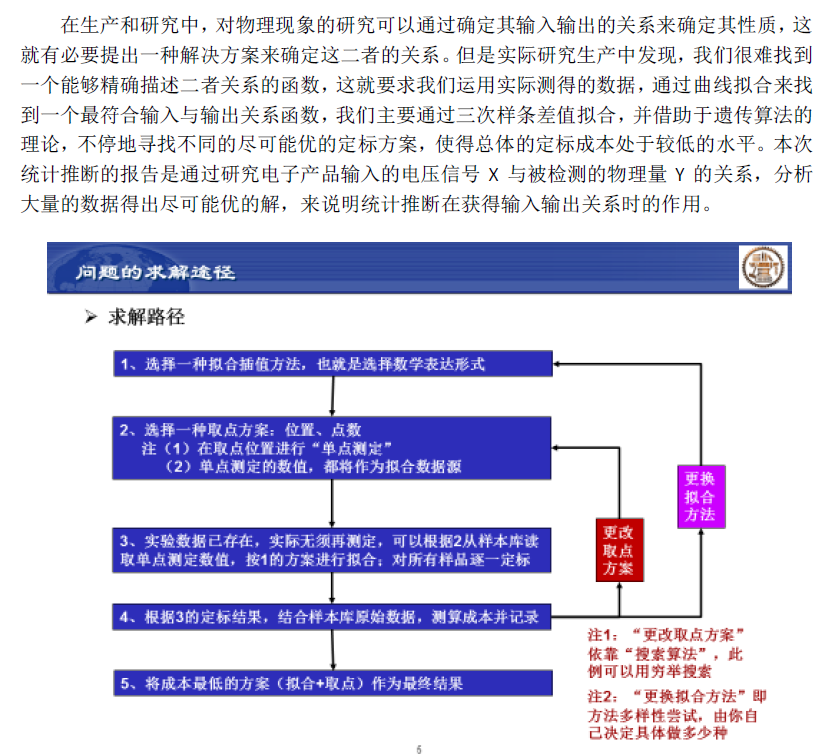 在生产和研究中，对物理现象的研究可以通过确定其输入输出的关系来确定其性质，这
就有必要提出一种解决方案来确定这二者的关系。但是实际研究生产中发现，我们很难找到
一个能够精确描述二者关系的函数，这就要求我们运用实际测得的数据，通过曲线拟合来找
到一个最符合输入与输出关系函数，我们主要通过三次样条差值拟合，并借助于遗传算法的
理论，不停地寻找不同的尽可能优的定标方案，使得总体的定标成本处于较低的水平。本次
统计推断的报告是通过研究电子产品输入的电压信号 X 与被检测的物理量 Y 的关系，分析
大量的数据得出尽可能优的解，来说明统计推断在获得输入输出关系时的作用。
问题的求解途径
➢ 求解路径
1、选择一种拟合插值方法，也就是选择数学表达形式
2、选择一种取点方案：位置、点数
注（1）在取点位置进行“单点测定”
（2）单点测定的数值，都将作为拟合数据源
3、实验数据已存在，实际无须再测定，可以根据2从样本库读
取单点测定数值，按1的方案进行拟合；对所有样品逐一定标
4、根据3的定标结果，结合样本库原始数据，测算成本并记录
5、将成本最低的方案（拟合+取点）作为最终结果
更改
取点
方案
更换
拟合
方法
注1：“更改取点方案”
依靠“搜索算法”，此
例可以用穷举搜索
注2：“更换拟合方法”即
方法多样性尝试，由你自
己决定具体做多少种
6